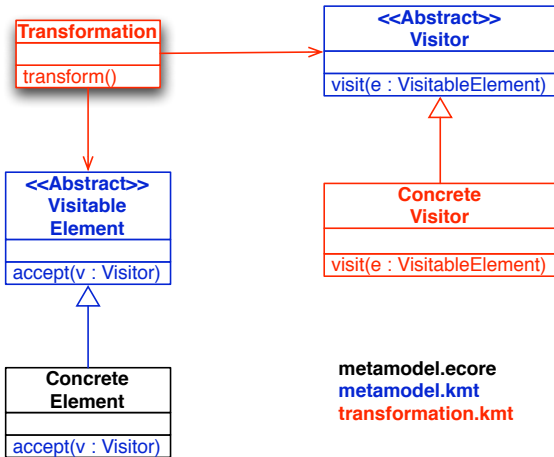 Transformation
transform()
<<Abstract>>
Visitor
visit(e : VisitableElement)
<<Abstract>>
Visitable
Element
accept(v : Visitor)
Concrete
Visitor
visit(e : VisitableElement)
Concrete
Element
accept(v : Visitor)
metamodel.ecore
metamodel.kmt
transformation.kmt